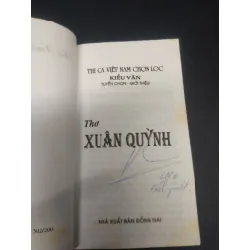 THI CA VIỆT NAM CHỌN LỌC
KIỀU VĂN
TUYỂN CHỌN - GIỚI THIỆU
Thơ
XUÂN QUỲNH
NHÀ XUẤT BẢN ĐỒNG NAI